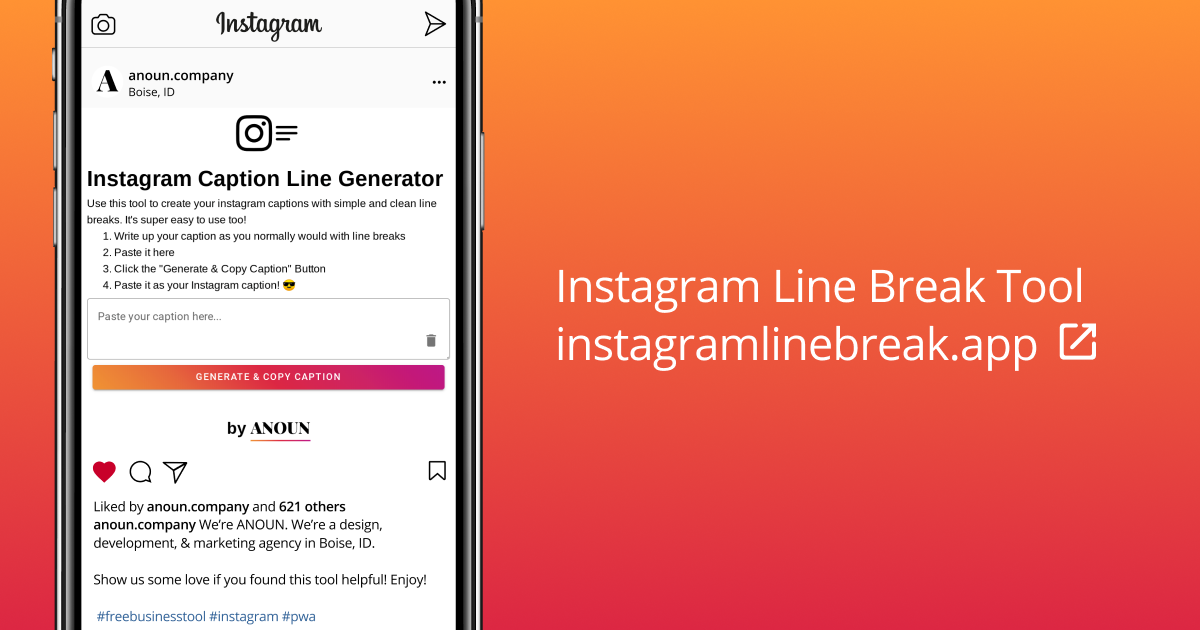 Instagram
anoun.company
Boise, ID
Instagram Caption Line Generator
Use this tool to create your instagram captions with simple and clean line
breaks. It's super easy to use too!
1. Write up your caption as you normally would with line breaks
2. Paste it here
3. Click the "Generate & Copy Caption" Button
4. Paste it as your Instagram caption! 😎
Paste your caption here...
GENERATE & COPY CAPTION
by ANOUN
Liked by anoun.company and 621 others
anoun.company We’re ANOUN. We’re a design,
development, & marketing agency in Boise, ID.
Show us some love if you found this tool helpful! Enjoy!
#freebusinesstool #instagram #pwa
Instagram Line Break Tool
instagramlinebreak.app